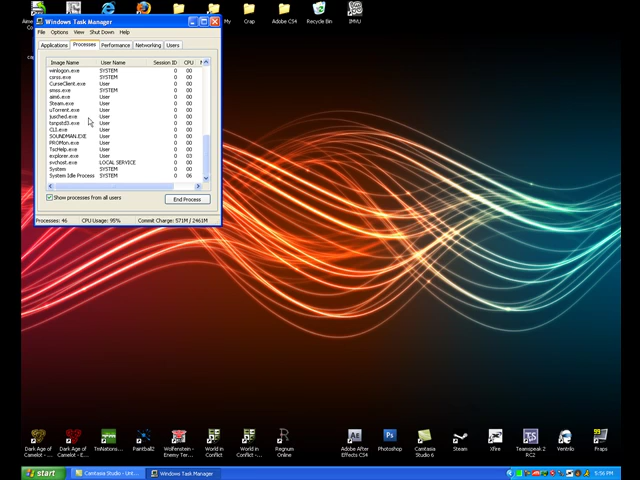 My
Crap
Adobe CS4
Recycle Bin
IMVU
Windows Task Manager
File Options View Shut Down Help
Applications Processes Performance Networking Users
Image Name User Name Session ID CPU
winlogon.exe SYSTEM 0 00
csrss.exe SYSTEM 0 00
CurseClient.exe User 0 00
smss.exe SYSTEM 0 00
aim6.exe User 0 00
Steam.exe User 0 00
uTorrent.exe User 0 00
jusched.exe User 0 00
tsnpstd3.exe User 0 00
CLI.exe User 0 00
SOUNDMAN.EXE User 0 00
PROMon.exe User 0 00
TscHelp.exe User 0 00
explorer.exe User 0 03
svchost.exe LOCAL SERVICE 0 00
System SYSTEM 0 00
System Idle Process SYSTEM 0 06
Show processes from all users
End Process
Processes: 46 CPU Usage: 95% Commit Charge: 571M / 2461M
Dark Age of Camelot - ...
Dark Age of Camelot - ...
TmNations...
Paintball2
Wolfenstein - Enemy Ter...
World in Conflict
World in Conflict - ...
Regnum Online
Adobe After Effects CS4
Photoshop
Camtasia Studio 6
Steam
Xfire
Teamspeak 2 RC2
Ventrilo
Fraps
start
Camtasia Studio - Unt...
Windows Task Manager
5:56 PM